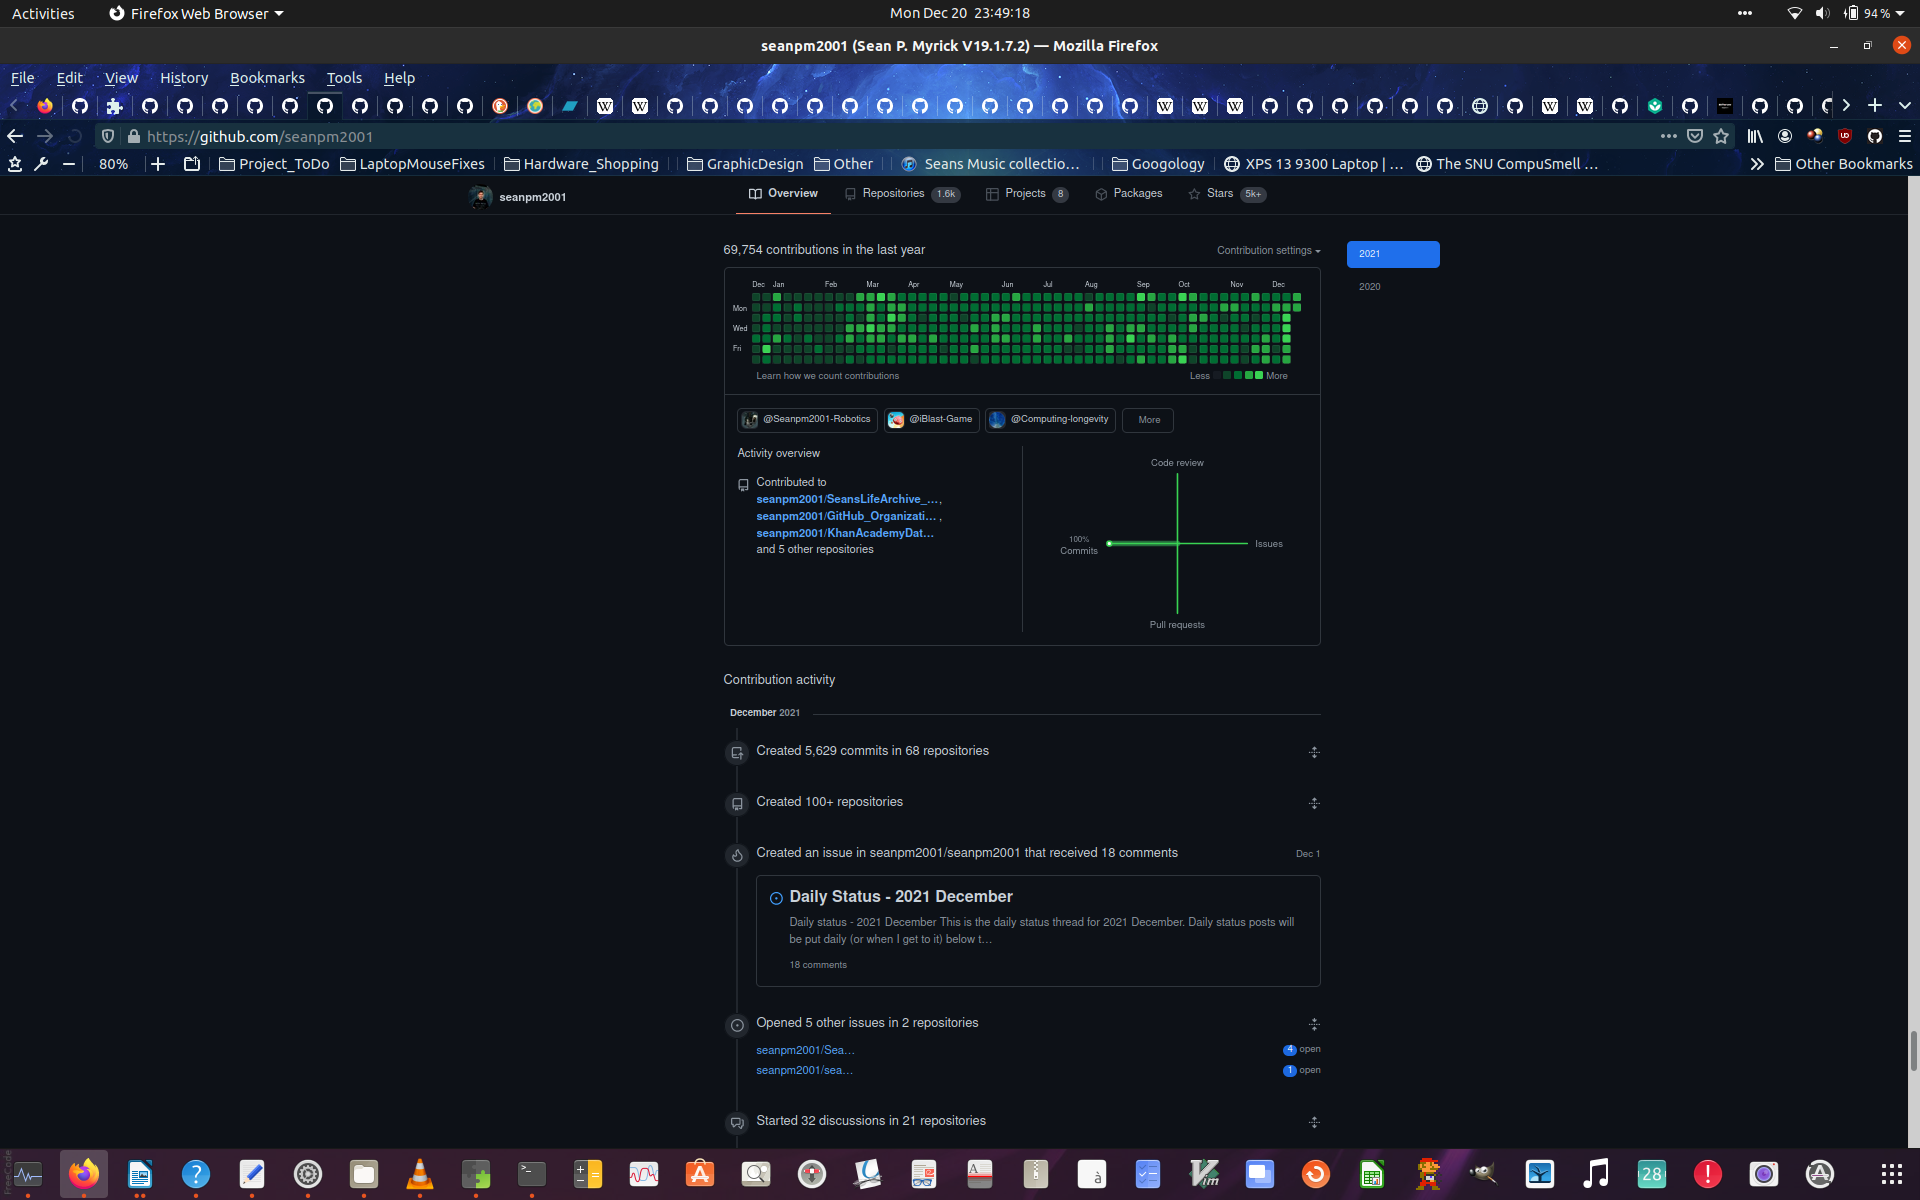 Activities
Firefox Web Browser
Mon Dec 20 23:49:18
94 %
seanpm2001 (Sean P. Myrick V19.1.7.2) — Mozilla Firefox
File Edit View History Bookmarks Tools Help
https://github.com/seanpm2001
80%
Project_ToDo
LaptopMouseFixes
Hardware_Shopping
GraphicDesign
Other
Seans Music collectio…
Googology
XPS 13 9300 Laptop | …
The SNU CompuSmell …
Other Bookmarks
seanpm2001
Overview
Repositories 1.6k
Projects 8
Packages
Stars 5k+
69,754 contributions in the last year
Contribution settings
2021
2020
Dec Jan Feb Mar Apr May Jun Jul Aug Sep Oct Nov Dec
Mon
Wed
Fri
Learn how we count contributions
Less More
@Seanpm2001-Robotics
@iBlast-Game
@Computing-longevity
More
Activity overview
Contributed to
seanpm2001/SeansLifeArchive_…,
seanpm2001/GitHub_Organizati… ,
seanpm2001/KhanAcademyDat…
and 5 other repositories
Code review
100%
Commits
Issues
Pull requests
Contribution activity
December 2021
Created 5,629 commits in 68 repositories
Created 100+ repositories
Created an issue in seanpm2001/seanpm2001 that received 18 comments
Dec 1
Daily Status - 2021 December
Daily status - 2021 December This is the daily status thread for 2021 December. Daily status posts will
be put daily (or when I get to it) below t…
18 comments
Opened 5 other issues in 2 repositories
seanpm2001/Sea…
4 open
seanpm2001/sea…
1 open
Started 32 discussions in 21 repositories
28